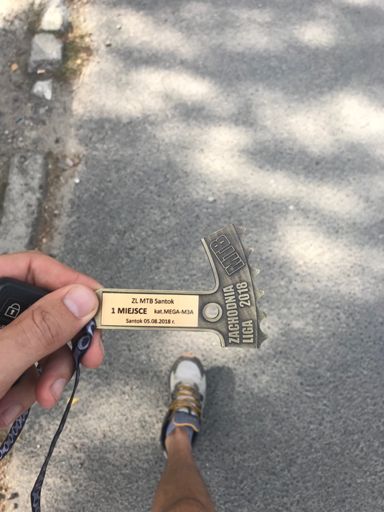 ZL MTB Santok
1 MIEJSCE kat.MEGA-M3A
Santok 05.08.2018 r.
MTB
ZACHODNIA 2018
LIGA